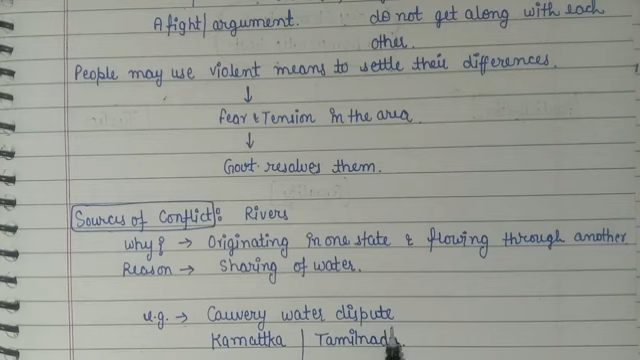 A fight/argument. do not get along with each
other.
People may use violent means to settle their differences.
↓
fear & Tension in the area.
↓
Govt. resolves them.
Sources of Conflict: Rivers
Why? → Originating in one state & flowing through another
Reason → Sharing of water.
e.g. → Cauvery water dispute
Karnattka | Tamilnad